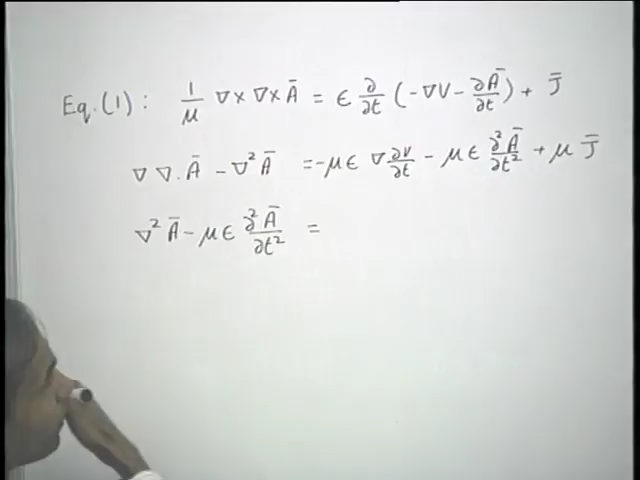 Eq.(1): 1/μ ∇×∇×Ā = ϵ ∂/∂t (-∇V - ∂Ā/∂t) + J̄
∇∇.Ā - ∇²Ā = -μϵ ∇∂V/∂t - μϵ ∂²Ā/∂t² + μJ̄
∇²Ā - μϵ ∂²Ā/∂t² =